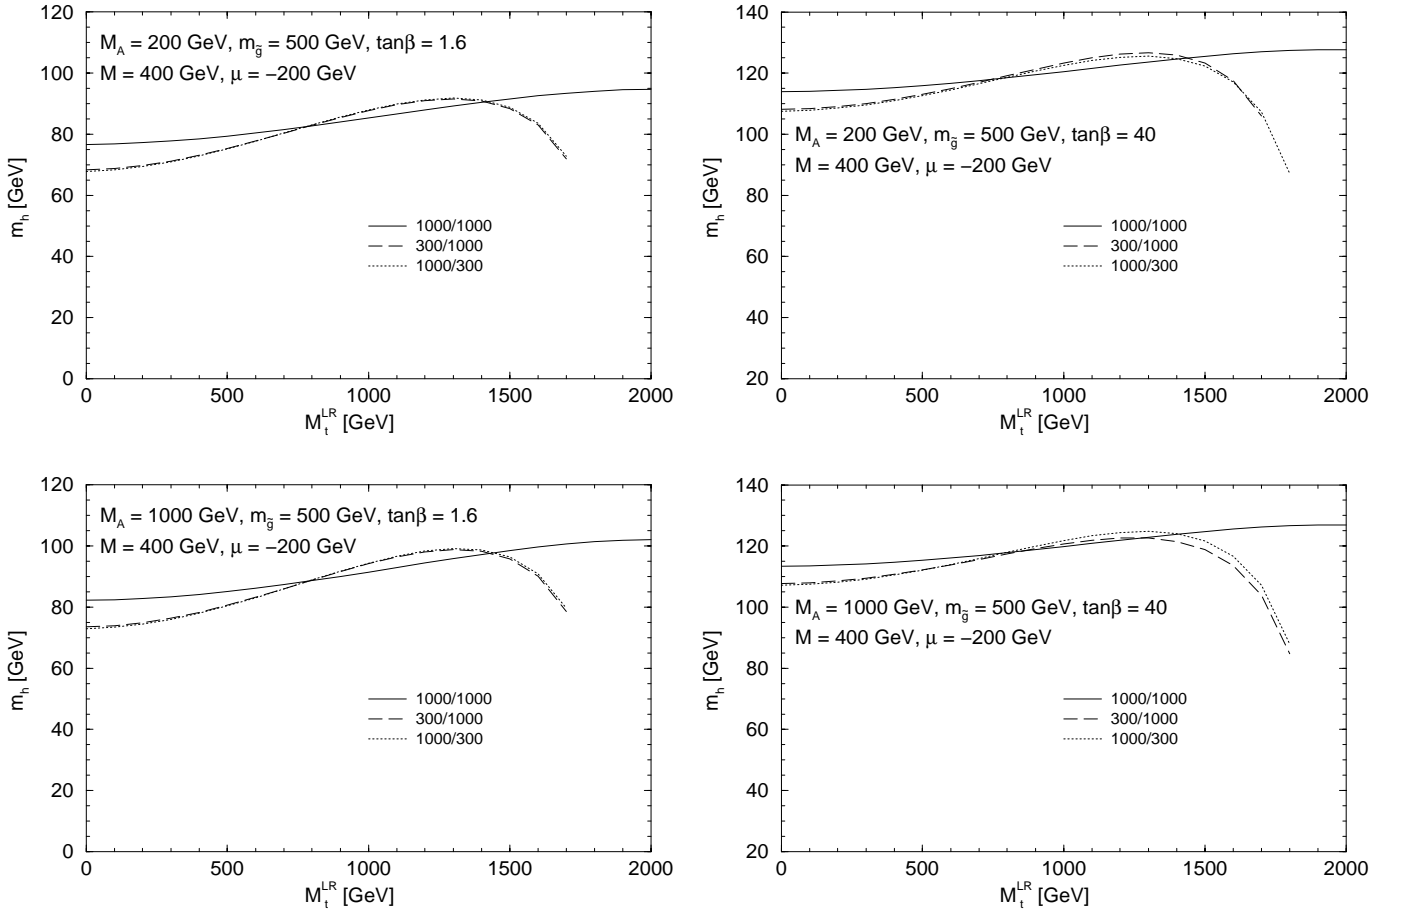 120
100
80
60
40
20
0
m_h [GeV]
M_A = 200 GeV, m_g̃ = 500 GeV, tanβ = 1.6
M = 400 GeV, μ = −200 GeV
1000/1000
300/1000
1000/300
0 500 1000 1500 2000
M_t^LR [GeV]
140
120
100
80
60
40
20
m_h [GeV]
M_A = 200 GeV, m_g̃ = 500 GeV, tanβ = 40
M = 400 GeV, μ = −200 GeV
1000/1000
300/1000
1000/300
0 500 1000 1500 2000
M_t^LR [GeV]
120
100
80
60
40
20
0
m_h [GeV]
M_A = 1000 GeV, m_g̃ = 500 GeV, tanβ = 1.6
M = 400 GeV, μ = −200 GeV
1000/1000
300/1000
1000/300
0 500 1000 1500 2000
M_t^LR [GeV]
140
120
100
80
60
40
20
m_h [GeV]
M_A = 1000 GeV, m_g̃ = 500 GeV, tanβ = 40
M = 400 GeV, μ = −200 GeV
1000/1000
300/1000
1000/300
0 500 1000 1500 2000
M_t^LR [GeV]